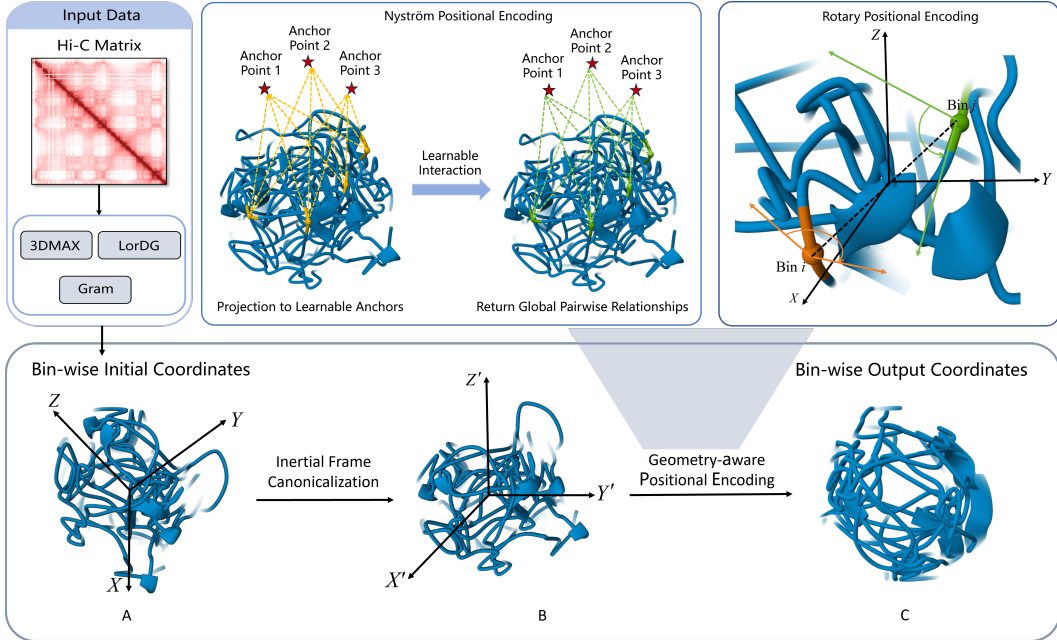 Input Data
Hi-C Matrix
3DMAX
LorDG
Gram
Nyström Positional Encoding
Anchor
Point 1
Anchor
Point 2
Anchor
Point 3
Learnable
Interaction
Anchor
Point 1
Anchor
Point 2
Anchor
Point 3
Projection to Learnable Anchors
Return Global Pairwise Relationships
Rotary Positional Encoding
Z
Bin j
Y
Bin i
X
Bin-wise Initial Coordinates
Z
Y
X
A
Inertial Frame
Canonicalization
Z'
Y'
X'
B
Geometry-aware
Positional Encoding
Bin-wise Output Coordinates
C